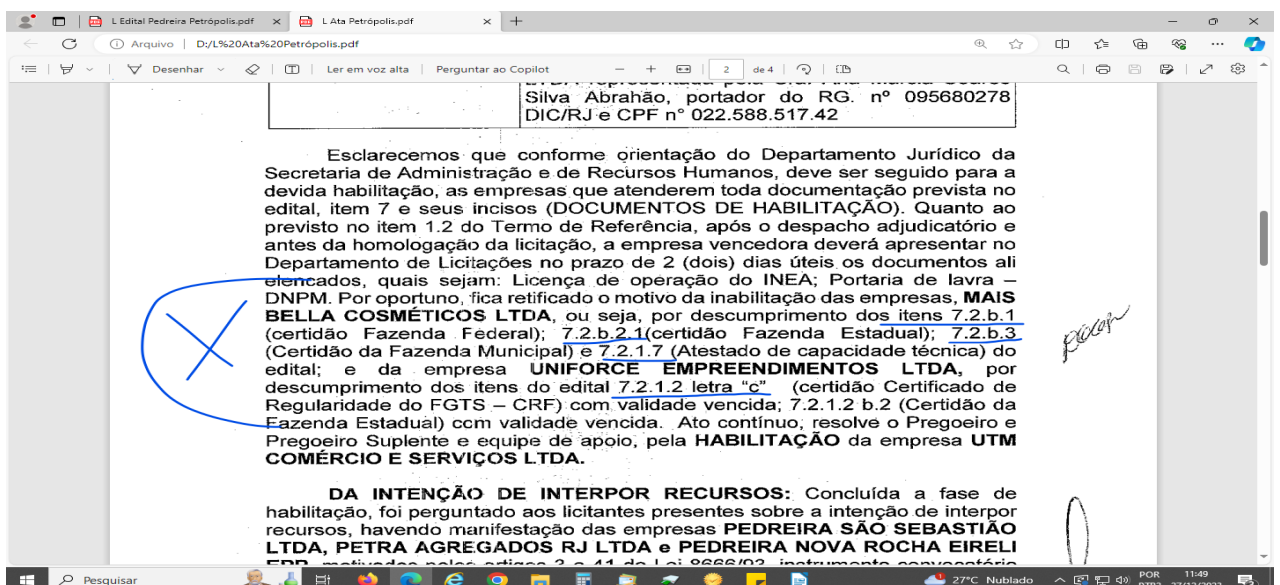 L Edital Pedreira Petrópolis.pdf
L Ata Petrópolis.pdf
Arquivo
D:/L%20Ata%20Petrópolis.pdf
Desenhar
Ler em voz alta
Perguntar ao Copilot
2
de 4
Silva Abrahão, portador do RG. nº 095680278
DIC/RJ e CPF n° 022.588.517.42
Esclarecemos que conforme orientação do Departamento Jurídico da
Secretaria de Administração e de Recursos Humanos, deve ser seguido para a
devida habilitação, as empresas que atenderem toda documentação prevista no
edital, item 7 e seus incisos (DOCUMENTOS DE HABILITAÇÃO). Quanto ao
previsto no item 1.2 do Termo de Referência, após o despacho adjudicatório e
antes da homologação da licitação, a empresa vencedora deverá apresentar no
Departamento de Licitações no prazo de 2 (dois) dias úteis os documentos ali
elencados, quais sejam: Licença de operação do INEA; Portaria de lavra –
DNPM. Por oportuno, fica retificado o motivo da inabilitação das empresas, MAIS
BELLA COSMÉTICOS LTDA, ou seja, por descumprimento dos itens 7.2.b.1
(certidão Fazenda Federal); 7.2.b.2.1(certidão Fazenda Estadual); 7.2.b.3
(Certidão da Fazenda Municipal) e 7.2.1.7 (Atestado de capacidade técnica) do
edital; e da empresa UNIFORCE EMPREENDIMENTOS LTDA, por
descumprimento dos itens do edital 7.2.1.2 letra “c” (certidão Certificado de
Regularidade do FGTS – CRF) com validade vencida; 7.2.1.2 b.2 (Certidão da
Fazenda Estadual) com validade vencida. Ato contínuo, resolve o Pregoeiro e
Pregoeiro Suplente e equipe de apoio, pela HABILITAÇÃO da empresa UTM
COMÉRCIO E SERVIÇOS LTDA.
DA INTENÇÃO DE INTERPOR RECURSOS: Concluída a fase de
habilitação, foi perguntado aos licitantes presentes sobre a intenção de interpor
recursos, havendo manifestação das empresas PEDREIRA SÃO SEBASTIÃO
LTDA, PETRA AGREGADOS RJ LTDA e PEDREIRA NOVA ROCHA EIRELI
Pesquisar
27°C Nublado
POR
11:49